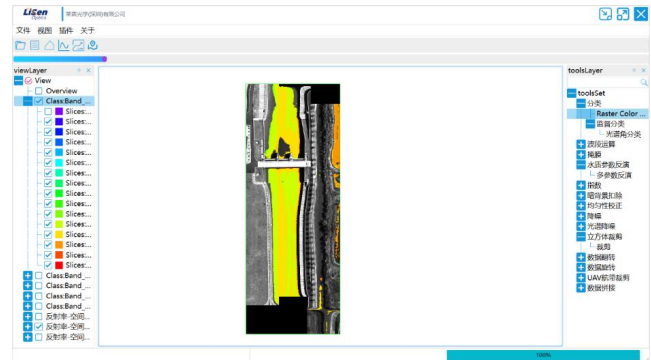 LiSen
Optics
莱森光学(深圳)有限公司
文件 视图 插件 关于
viewLayer
View
Overview
Class:Band_...
Slices:...
Slices:...
Slices:...
Slices:...
Slices:...
Slices:...
Slices:...
Slices:...
Slices:...
Slices:...
Slices:...
Slices:...
Class:Band_...
Class:Band_...
Class:Band_...
反射率-空间...
反射率-空间...
反射率-空间...
toolsLayer
toolsSet
分类
Raster Color ...
监督分类
光谱角分类
波段运算
掩膜
水质参数反演
多参数反演
指数
暗背景扣除
均匀性校正
降噪
光谱降噪
立方体裁剪
裁剪
数据翻转
数据旋转
UAV航带裁剪
数据拼接
100%